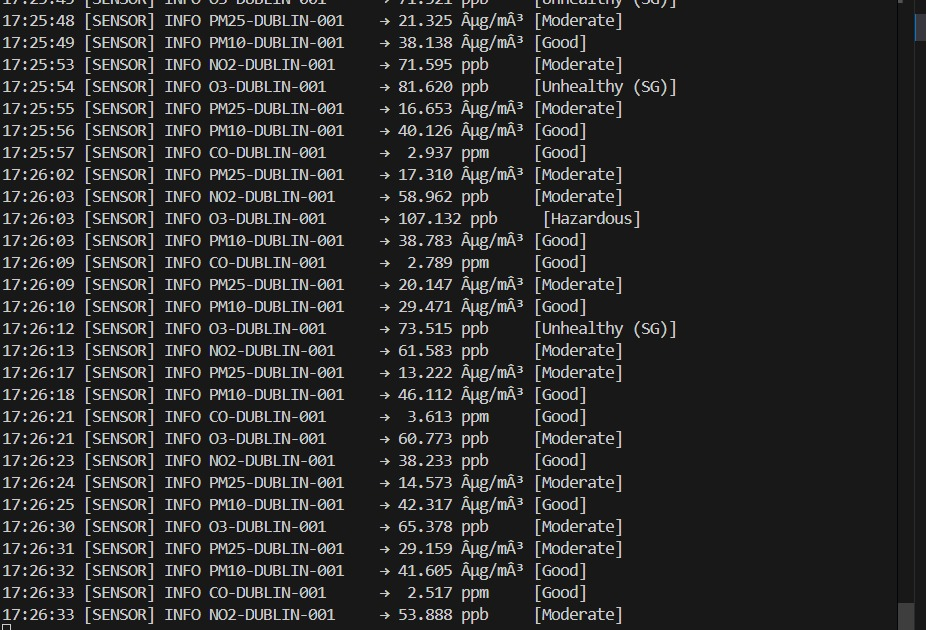 17:25:45 [SENSOR] INFO O3-DUBLIN-001 → 71.921 ppb [Unhealthy (SG)]
17:25:48 [SENSOR] INFO PM25-DUBLIN-001 → 21.325 Âµg/mÂ³ [Moderate]
17:25:49 [SENSOR] INFO PM10-DUBLIN-001 → 38.138 Âµg/mÂ³ [Good]
17:25:53 [SENSOR] INFO NO2-DUBLIN-001 → 71.595 ppb [Moderate]
17:25:54 [SENSOR] INFO O3-DUBLIN-001 → 81.620 ppb [Unhealthy (SG)]
17:25:55 [SENSOR] INFO PM25-DUBLIN-001 → 16.653 Âµg/mÂ³ [Moderate]
17:25:56 [SENSOR] INFO PM10-DUBLIN-001 → 40.126 Âµg/mÂ³ [Good]
17:25:57 [SENSOR] INFO CO-DUBLIN-001 → 2.937 ppm [Good]
17:26:02 [SENSOR] INFO PM25-DUBLIN-001 → 17.310 Âµg/mÂ³ [Moderate]
17:26:03 [SENSOR] INFO NO2-DUBLIN-001 → 58.962 ppb [Moderate]
17:26:03 [SENSOR] INFO O3-DUBLIN-001 → 107.132 ppb [Hazardous]
17:26:03 [SENSOR] INFO PM10-DUBLIN-001 → 38.783 Âµg/mÂ³ [Good]
17:26:09 [SENSOR] INFO CO-DUBLIN-001 → 2.789 ppm [Good]
17:26:09 [SENSOR] INFO PM25-DUBLIN-001 → 20.147 Âµg/mÂ³ [Moderate]
17:26:10 [SENSOR] INFO PM10-DUBLIN-001 → 29.471 Âµg/mÂ³ [Good]
17:26:12 [SENSOR] INFO O3-DUBLIN-001 → 73.515 ppb [Unhealthy (SG)]
17:26:13 [SENSOR] INFO NO2-DUBLIN-001 → 61.583 ppb [Moderate]
17:26:17 [SENSOR] INFO PM25-DUBLIN-001 → 13.222 Âµg/mÂ³ [Moderate]
17:26:18 [SENSOR] INFO PM10-DUBLIN-001 → 46.112 Âµg/mÂ³ [Good]
17:26:21 [SENSOR] INFO CO-DUBLIN-001 → 3.613 ppm [Good]
17:26:21 [SENSOR] INFO O3-DUBLIN-001 → 60.773 ppb [Moderate]
17:26:23 [SENSOR] INFO NO2-DUBLIN-001 → 38.233 ppb [Good]
17:26:24 [SENSOR] INFO PM25-DUBLIN-001 → 14.573 Âµg/mÂ³ [Moderate]
17:26:25 [SENSOR] INFO PM10-DUBLIN-001 → 42.317 Âµg/mÂ³ [Good]
17:26:30 [SENSOR] INFO O3-DUBLIN-001 → 65.378 ppb [Moderate]
17:26:31 [SENSOR] INFO PM25-DUBLIN-001 → 29.159 Âµg/mÂ³ [Moderate]
17:26:32 [SENSOR] INFO PM10-DUBLIN-001 → 41.605 Âµg/mÂ³ [Good]
17:26:33 [SENSOR] INFO CO-DUBLIN-001 → 2.517 ppm [Good]
17:26:33 [SENSOR] INFO NO2-DUBLIN-001 → 53.888 ppb [Moderate]